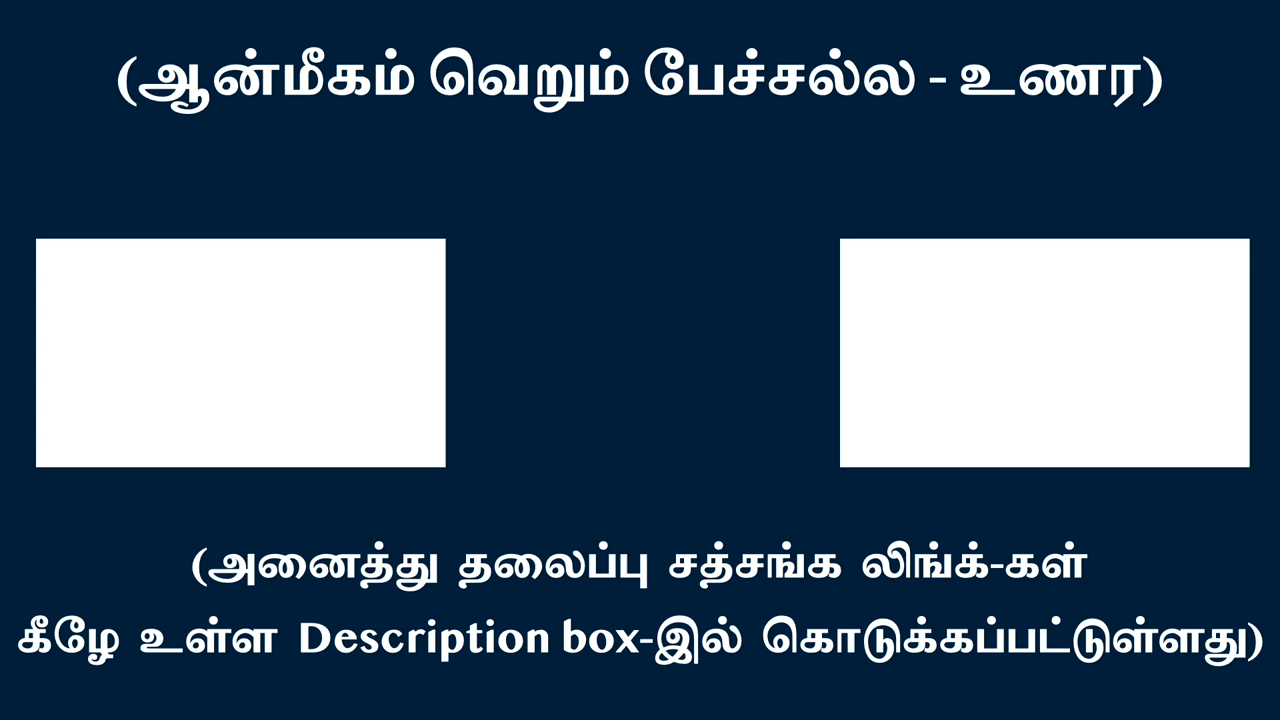 (ஆன்மீகம் வெறும் பேச்சல்ல - உணர)
(அனைத்து தலைப்பு சத்சங்க லிங்க்-கள்
கீழே உள்ள Description box-இல் கொடுக்கப்பட்டுள்ளது)